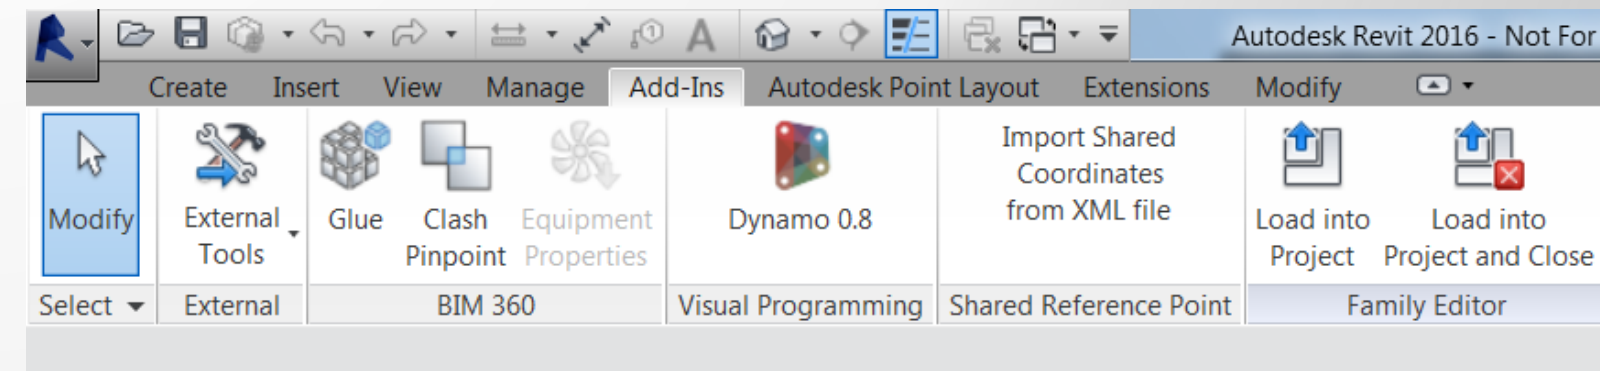 Autodesk Revit 2016 - Not For
Create Insert View Manage Add-Ins Autodesk Point Layout Extensions Modify
Modify
External
Tools
Glue
Clash
Pinpoint
Equipment
Properties
Dynamo 0.8
Import Shared
Coordinates
from XML file
Load into
Project
Load into
Project and Close
Select External BIM 360 Visual Programming Shared Reference Point Family Editor